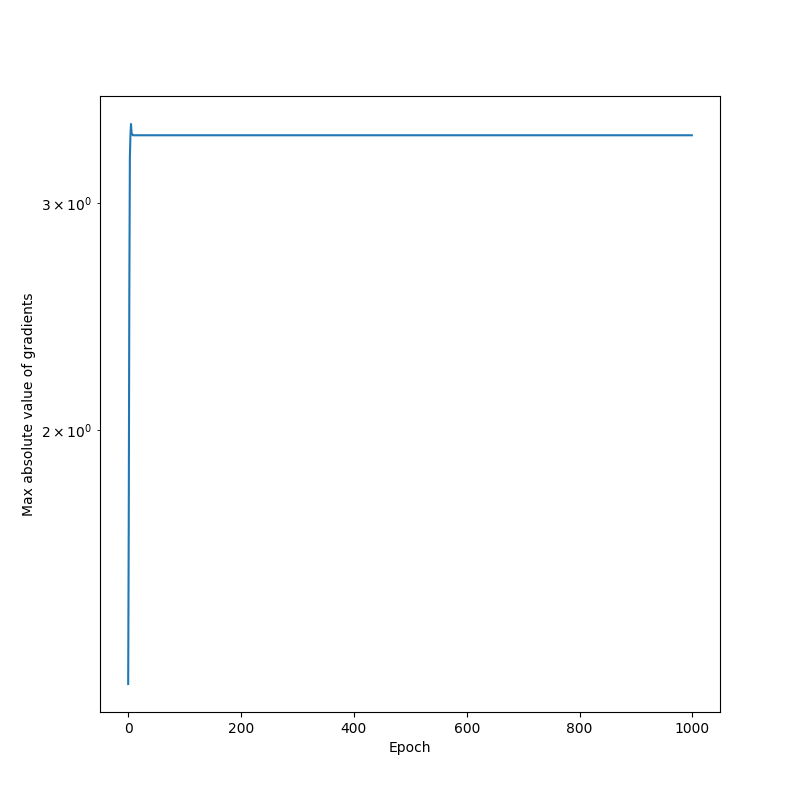 3 × 10⁰
2 × 10⁰
Max absolute value of gradients
0 200 400 600 800 1000
Epoch